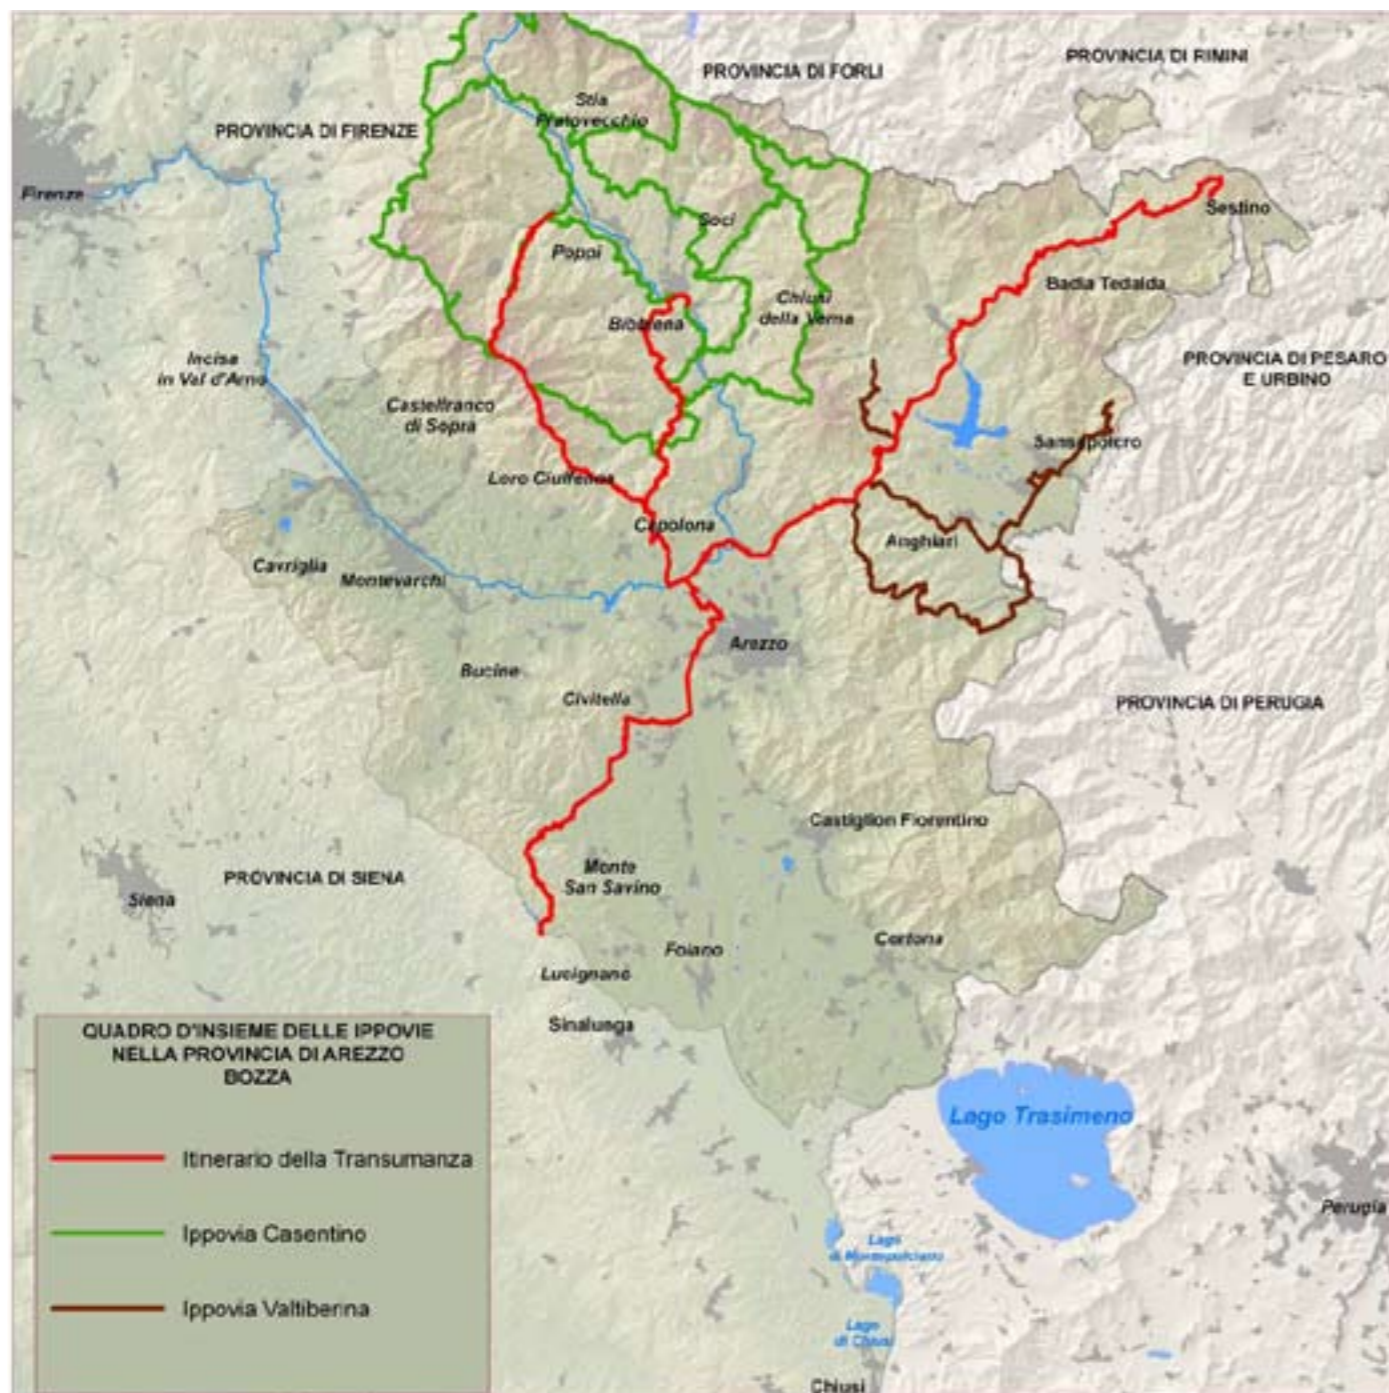 PROVINCIA DI RIMINI
PROVINCIA DI FORLI
Stia
Pratovecchio
PROVINCIA DI FIRENZE
Firenze
Sestino
Soci
Poppi
Badia Tedalda
Chiusi
della Verna
Bibbiena
Incisa
in Val d'Arno
PROVINCIA DI PESARO
E URBINO
Castelfranco
di Sopra
Sansepolcro
Loro Ciuffenna
Capolona
Anghiari
Cavriglia
Montevarchi
Arezzo
Bucine
Civitella
PROVINCIA DI PERUGIA
Castiglion Fiorentino
Monte
San Savino
PROVINCIA DI SIENA
Siena
Cortona
Foiano
Lucignano
Sinalunga
QUADRO D'INSIEME DELLE IPPOVIE
NELLA PROVINCIA DI AREZZO
BOZZA
Itinerario della Transumanza
Ippovia Casentino
Ippovia Valtiberina
Lago Trasimeno
Perugia
Lago
di Montepulciano
Lago
di Chiusi
Chiusi